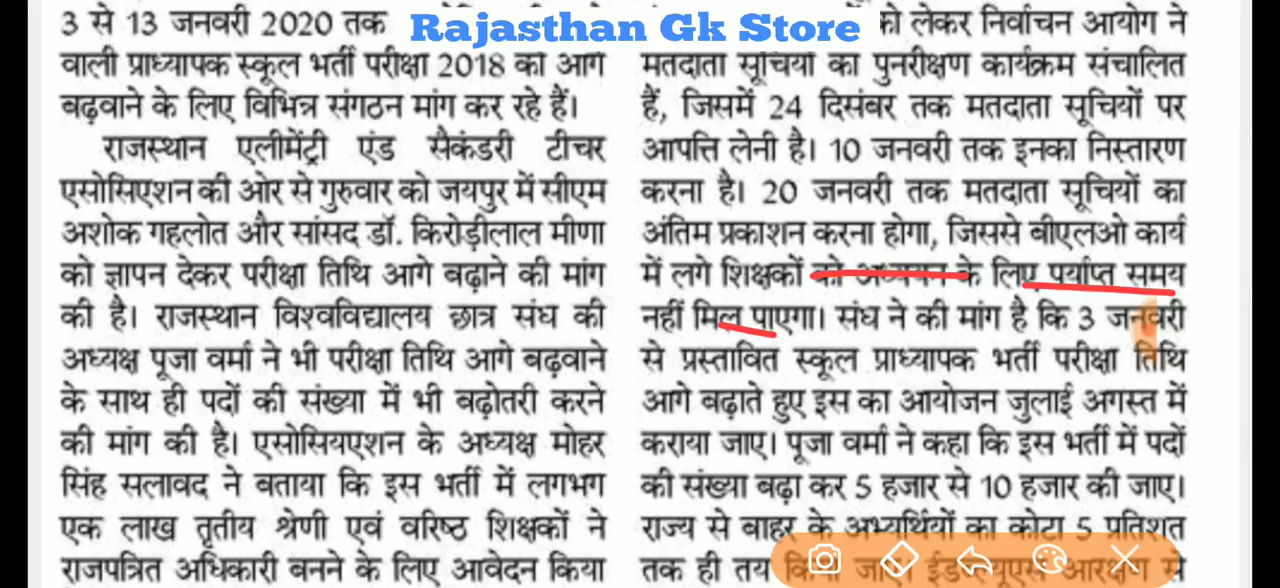 Rajasthan Gk Store
3 से 13 जनवरी 2020 तक
वाली प्राध्यापक स्कूल भर्ती परीक्षा 2018 को आगे
बढ़वाने के लिए विभिन्न संगठन मांग कर रहे हैं।
राजस्थान एलीमेंट्री एंड सैकंडरी टीचर
एसोसिएशन की ओर से गुरुवार को जयपुर में सीएम
अशोक गहलोत और सांसद डॉ. किरोड़ीलाल मीणा
को ज्ञापन देकर परीक्षा तिथि आगे बढ़ाने की मांग
की है। राजस्थान विश्वविद्यालय छात्र संघ की
अध्यक्ष पूजा वर्मा ने भी परीक्षा तिथि आगे बढ़वाने
के साथ ही पदों की संख्या में भी बढ़ोतरी करने
की मांग की है। एसोसियएशन के अध्यक्ष मोहर
सिंह सलावद ने बताया कि इस भर्ती में लगभग
एक लाख तृतीय श्रेणी एवं वरिष्ठ शिक्षकों ने
राजपत्रित अधिकारी बनने के लिए आवेदन किया
को लेकर निर्वाचन आयोग ने
मतदाता सूचियों का पुनरीक्षण कार्यक्रम संचालित
हैं, जिसमें 24 दिसंबर तक मतदाता सूचियों पर
आपत्ति लेनी है। 10 जनवरी तक इनका निस्तारण
करना है। 20 जनवरी तक मतदाता सूचियों का
अंतिम प्रकाशन करना होगा, जिससे बीएलओ कार्य
में लगे शिक्षकों को अध्ययन के लिए पर्याप्त समय
नहीं मिल पाएगा। संघ ने की मांग है कि 3 जनवरी
से प्रस्तावित स्कूल प्राध्यापक भर्ती परीक्षा तिथि
आगे बढ़ाते हुए इस का आयोजन जुलाई अगस्त में
कराया जाए। पूजा वर्मा ने कहा कि इस भर्ती में पदों
की संख्या बढ़ा कर 5 हजार से 10 हजार की जाए।
राज्य से बाहर के अभ्यर्थियों का कोटा 5 प्रतिशत
तक ही तय आरक्षण से